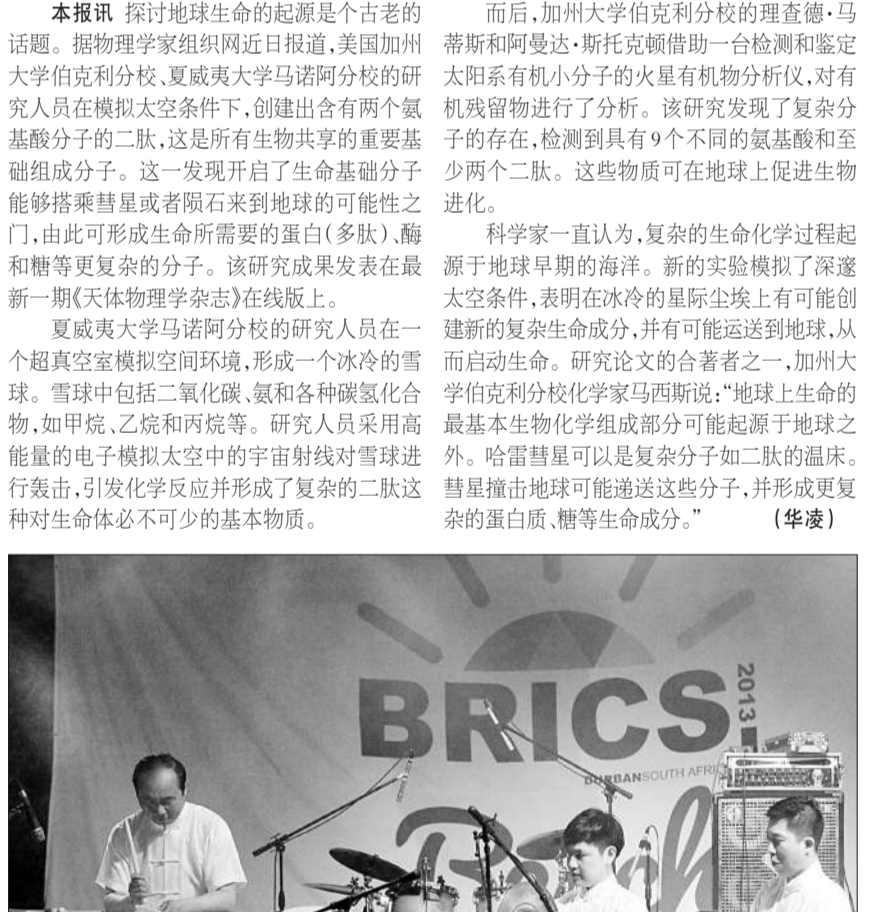 本报讯 探讨地球生命的起源是个古老的
话题。据物理学家组织网近日报道,美国加州
大学伯克利分校、夏威夷大学马诺阿分校的研
究人员在模拟太空条件下,创建出含有两个氨
基酸分子的二肽,这是所有生物共享的重要基
础组成分子。这一发现开启了生命基础分子
能够搭乘彗星或者陨石来到地球的可能性之
门,由此可形成生命所需要的蛋白(多肽)、酶
和糖等更复杂的分子。该研究成果发表在最
新一期《天体物理学杂志》在线版上。
夏威夷大学马诺阿分校的研究人员在一
个超真空室模拟空间环境,形成一个冰冷的雪
球。雪球中包括二氧化碳、氨和各种碳氢化合
物,如甲烷、乙烷和丙烷等。研究人员采用高
能量的电子模拟太空中的宇宙射线对雪球进
行轰击,引发化学反应并形成了复杂的二肽这
种对生命体必不可少的基本物质。
而后,加州大学伯克利分校的理查德·马
蒂斯和阿曼达·斯托克顿借助一台检测和鉴定
太阳系有机小分子的火星有机物分析仪,对有
机残留物进行了分析。该研究发现了复杂分
子的存在,检测到具有9个不同的氨基酸和至
少两个二肽。这些物质可在地球上促进生物
进化。
科学家一直认为,复杂的生命化学过程起
源于地球早期的海洋。新的实验模拟了深邃
太空条件,表明在冰冷的星际尘埃上有可能创
建新的复杂生命成分,并有可能运送到地球,从
而启动生命。研究论文的合著者之一,加州大
学伯克利分校化学家马西斯说:“地球上生命的
最基本生物化学组成部分可能起源于地球之
外。哈雷彗星可以是复杂分子如二肽的温床。
彗星撞击地球可能递送这些分子,并形成更复
杂的蛋白质、糖等生命成分。” (华凌)
BRICS
2013
DURBAN SOUTH AFRI